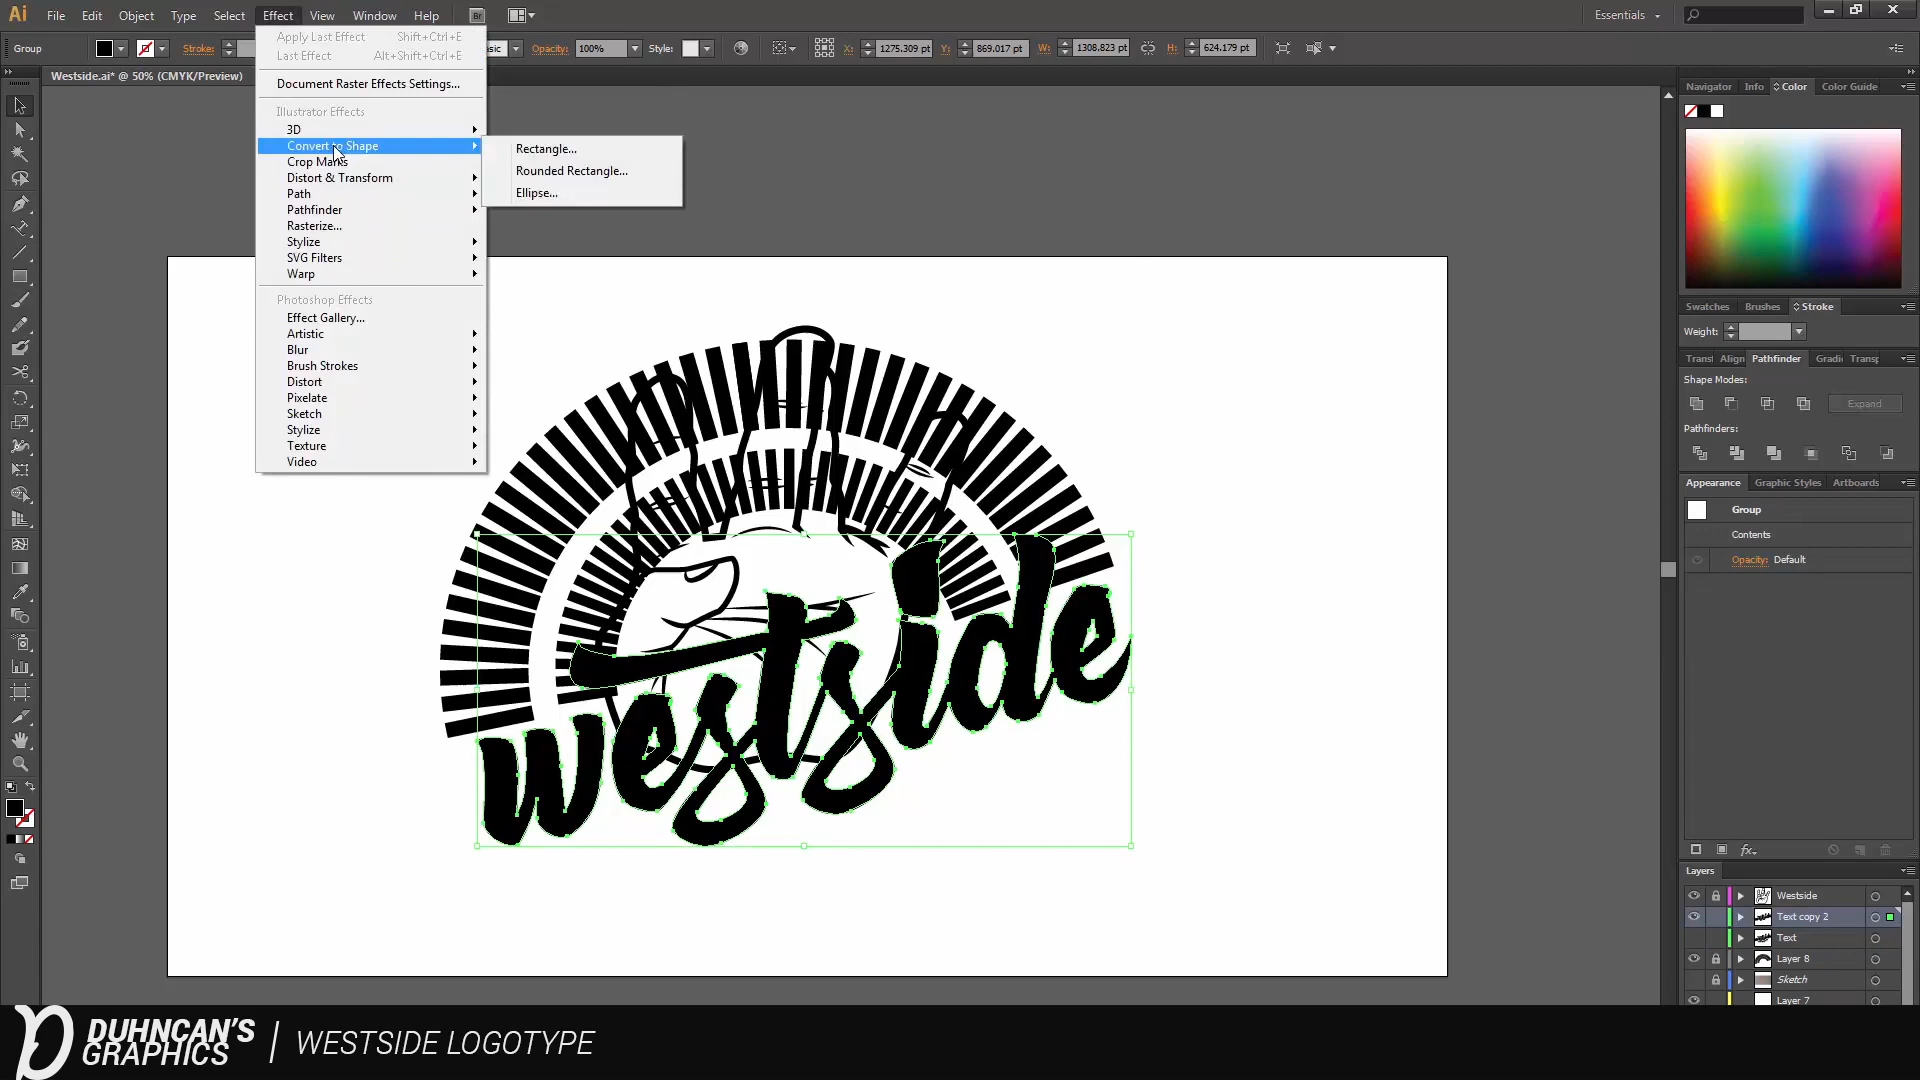 Ai File Edit Object Type Select Effect View Window Help Br Essentials
Group Stroke: Opacity: 100% Style: X: 1275.309 pt Y: 869.017 pt W: 1308.823 pt H: 624.179 pt
Westside.ai* @ 50% (CMYK/Preview)
Apply Last Effect Shift+Ctrl+E
Last Effect Alt+Shift+Ctrl+E
Document Raster Effects Settings...
Illustrator Effects
3D
Convert to Shape
Crop Marks
Distort & Transform
Path
Pathfinder
Rasterize...
Stylize
SVG Filters
Warp
Photoshop Effects
Effect Gallery...
Artistic
Blur
Brush Strokes
Distort
Pixelate
Sketch
Stylize
Texture
Video
Rectangle...
Rounded Rectangle...
Ellipse...
westside
Navigator Info Color Color Guide
Swatches Brushes Stroke
Weight:
Align Pathfinder
Shape Modes:
Expand
Pathfinders:
Appearance Graphic Styles Artboards
Group
Contents
Opacity: Default
fx
Layers
Westside
Text copy 2
Text
Layer 8
Sketch
Layer 7
DUHNCAN'S
GRAPHICS
WESTSIDE LOGOTYPE